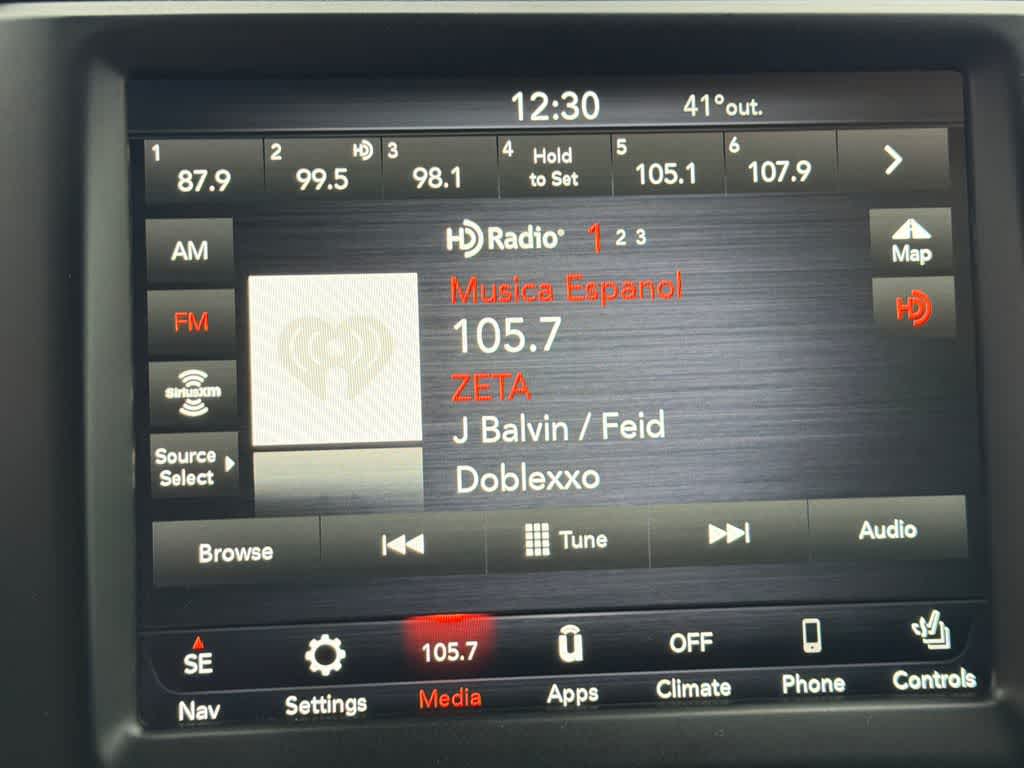 12:30 41°out.
1 2 HD 3 4 Hold 5 6
87.9 99.5 98.1 to Set 105.1 107.9
AM HD Radio® 1 2 3 Map
Musica Espanol
FM 105.7 HD
SiriusXM ZETA
J Balvin / Feid
Source
Select Doblexxo
Browse Tune Audio
SE 105.7 u OFF
Nav Settings Media Apps Climate Phone Controls